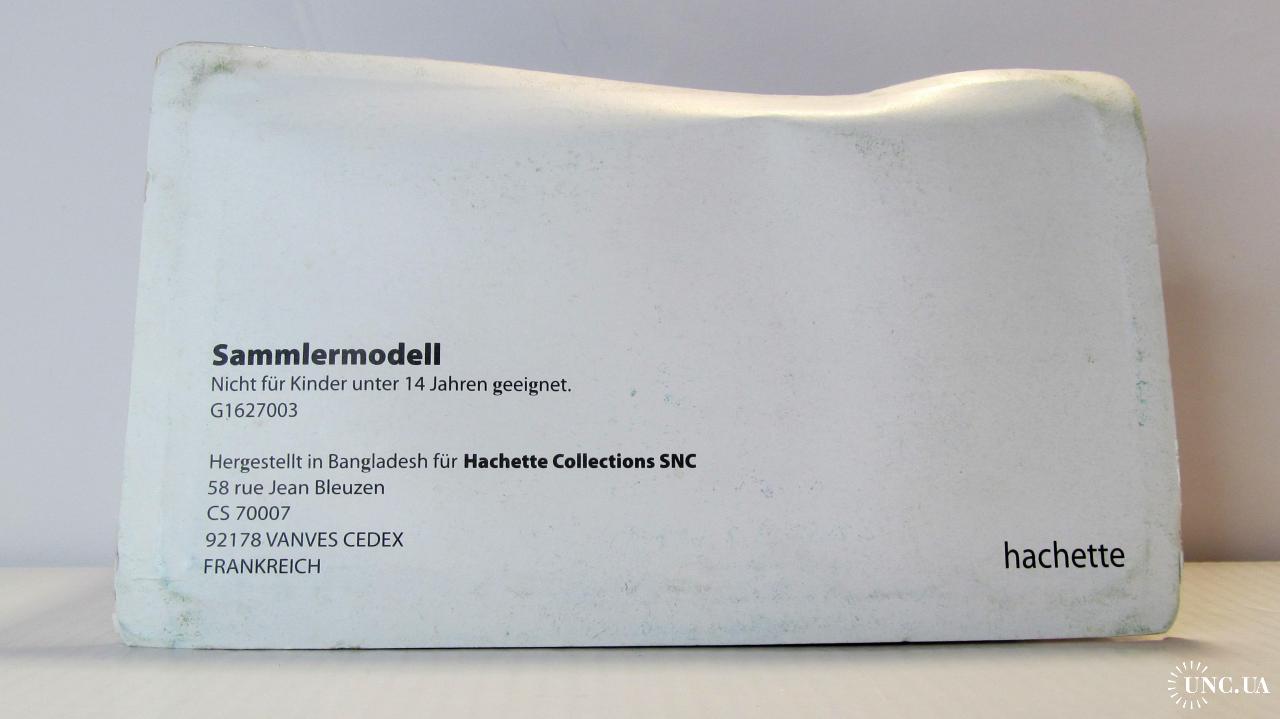 Sammlermodell
Nicht für Kinder unter 14 Jahren geeignet.
G1627003
Hergestellt in Bangladesh für Hachette Collections SNC
58 rue Jean Bleuzen
CS 70007
92178 VANVES CEDEX
FRANKREICH
hachette
UNC.UA